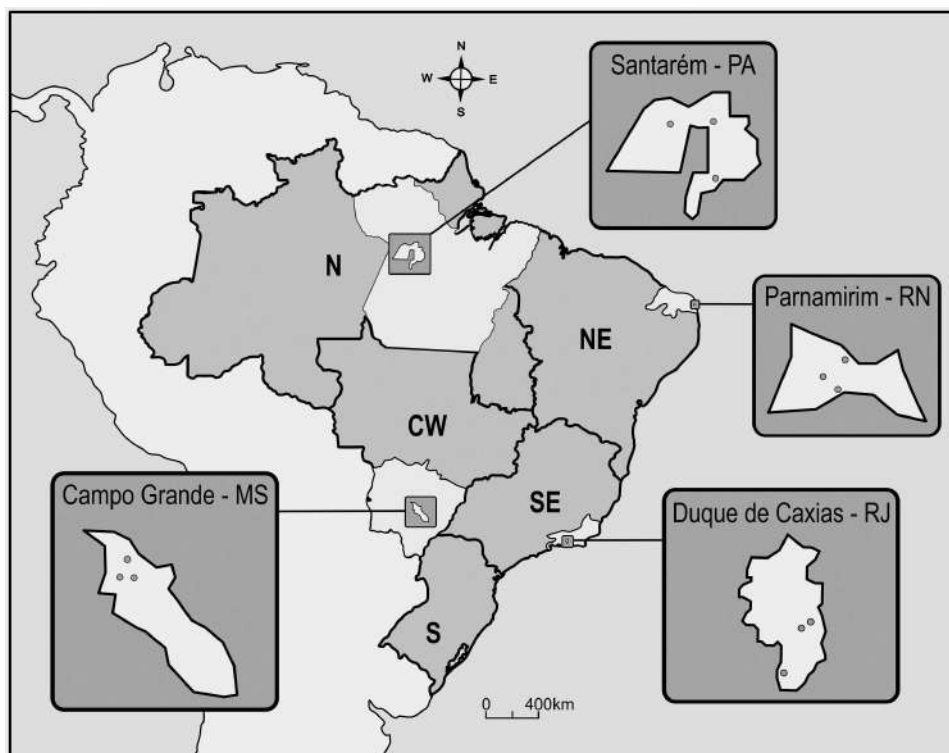 N
W E
S
Santarém - PA
N
Parnamirim - RN
NE
CW
Campo Grande - MS
SE
Duque de Caxias - RJ
S
0 400km